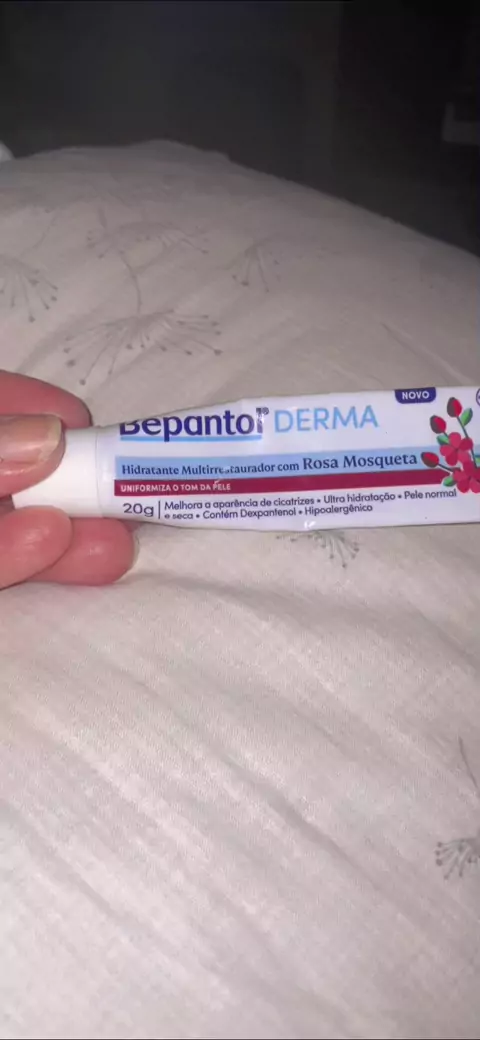 NOVO
Bepantol® DERMA
Hidratante Multirrestaurador com Rosa Mosqueta
UNIFORMIZA O TOM DA PELE
20g | Melhora a aparência de cicatrizes • Ultra hidratação • Pele normal
e seca • Contém Dexpantenol • Hipoalergênico